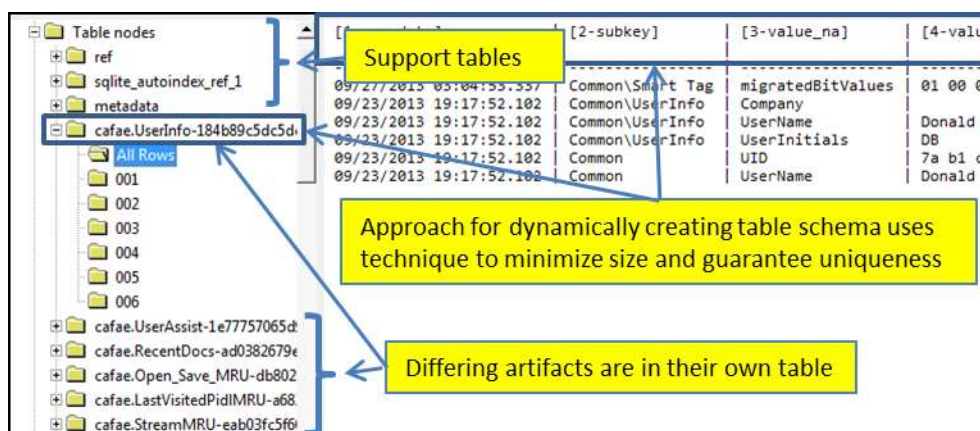 Table nodes
ref
sqlite_autoindex_ref_1
metadata
cafae.UserInfo-184b89c5dc5d
All Rows
001
002
003
004
005
006
cafae.UserAssist-1e77757065d
cafae.RecentDocs-ad0382679e
cafae.Open_Save_MRU-db802
cafae.LastVisitedPidlMRU-a68
cafae.StreamMRU-eab03fc5f6
Support tables
[2-subkey] | [3-value_na] | [4-valu
09/27/2013 03:04:53.337 | Common\Smart Tag | migratedBitValues | 01 00 0
09/23/2013 19:17:52.102 | Common\UserInfo | Company |
09/23/2013 19:17:52.102 | Common\UserInfo | UserName | Donald
09/23/2013 19:17:52.102 | Common\UserInfo | UserInitials | DB
09/23/2013 19:17:52.102 | Common | UID | 7a b1
09/23/2013 19:17:52.102 | Common | UserName | Donald
Approach for dynamically creating table schema uses
technique to minimize size and guarantee uniqueness
Differing artifacts are in their own table